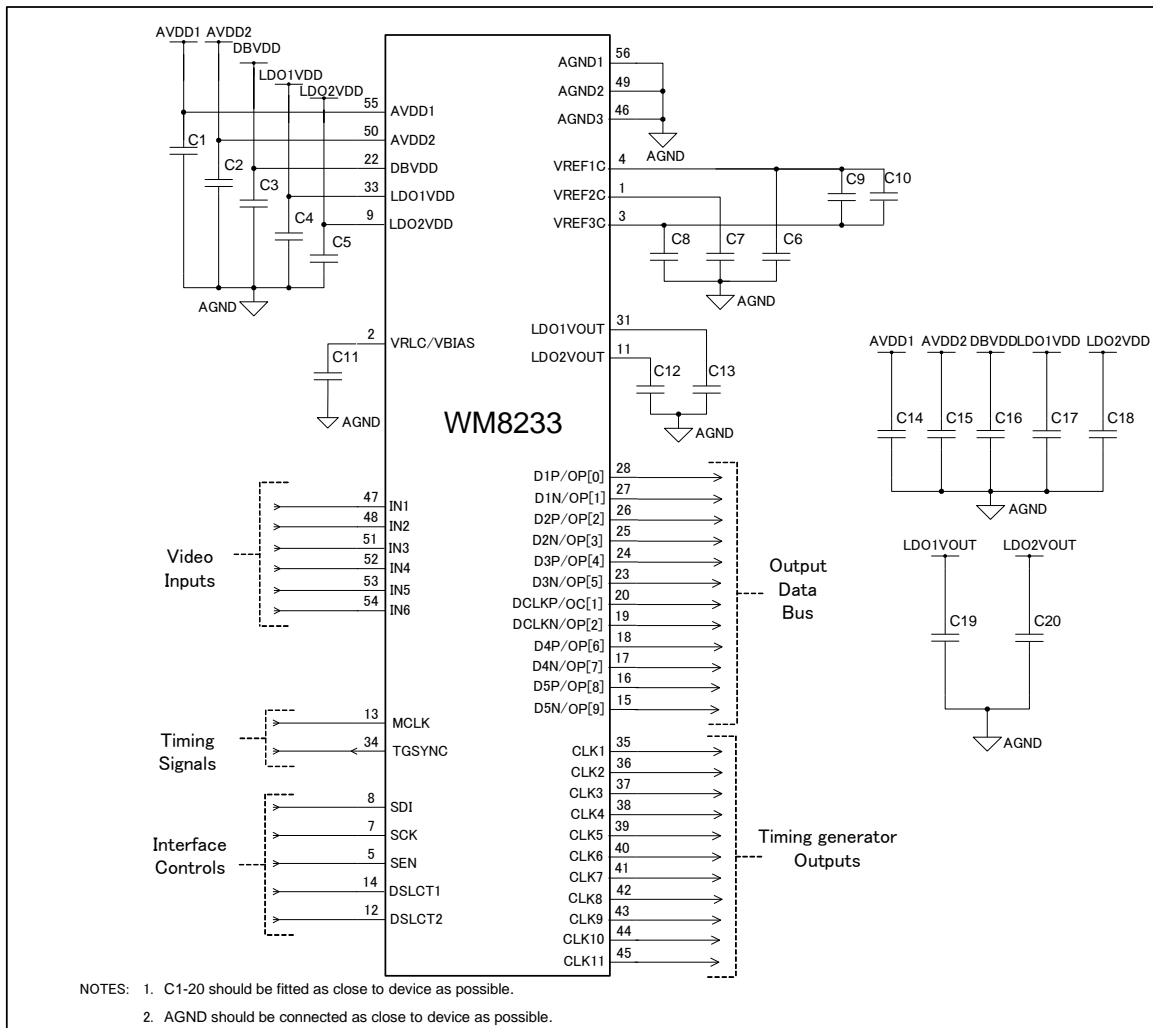 AVDD1 AVDD2
DBVDD
LDO1VDD
LDO2VDD
55 AVDD1
50 AVDD2
22 DBVDD
33 LDO1VDD
9 LDO2VDD
C1
C2
C3
C4
C5
AGND
AGND1 56
AGND2 49
AGND3 46
AGND
VREF1C 4
VREF2C 1
VREF3C 3
C9 C10
C8 C7 C6
AGND
2 VRLC/VBIAS
C11
AGND
LDO1VOUT 31
LDO2VOUT 11
C12 C13
AGND
WM8233
AVDD1 AVDD2 DBVDD LDO1VDD LDO2VDD
C14 C15 C16 C17 C18
AGND
LDO1VOUT LDO2VOUT
C19 C20
AGND
Video
Inputs
47 IN1
48 IN2
51 IN3
52 IN4
53 IN5
54 IN6
D1P/OP[0] 28
D1N/OP[1] 27
D2P/OP[2] 26
D2N/OP[3] 25
D3P/OP[4] 24
D3N/OP[5] 23
DCLKP/OC[1] 20
DCLKN/OP[2] 19
D4P/OP[6] 18
D4N/OP[7] 17
D5P/OP[8] 16
D5N/OP[9] 15
Output
Data
Bus
Timing
Signals
13 MCLK
34 TGSYNC
Interface
Controls
8 SDI
7 SCK
5 SEN
14 DSLCT1
12 DSLCT2
CLK1 35
CLK2 36
CLK3 37
CLK4 38
CLK5 39
CLK6 40
CLK7 41
CLK8 42
CLK9 43
CLK10 44
CLK11 45
Timing generator
Outputs
NOTES: 1. C1-20 should be fitted as close to device as possible.
2. AGND should be connected as close to device as possible.